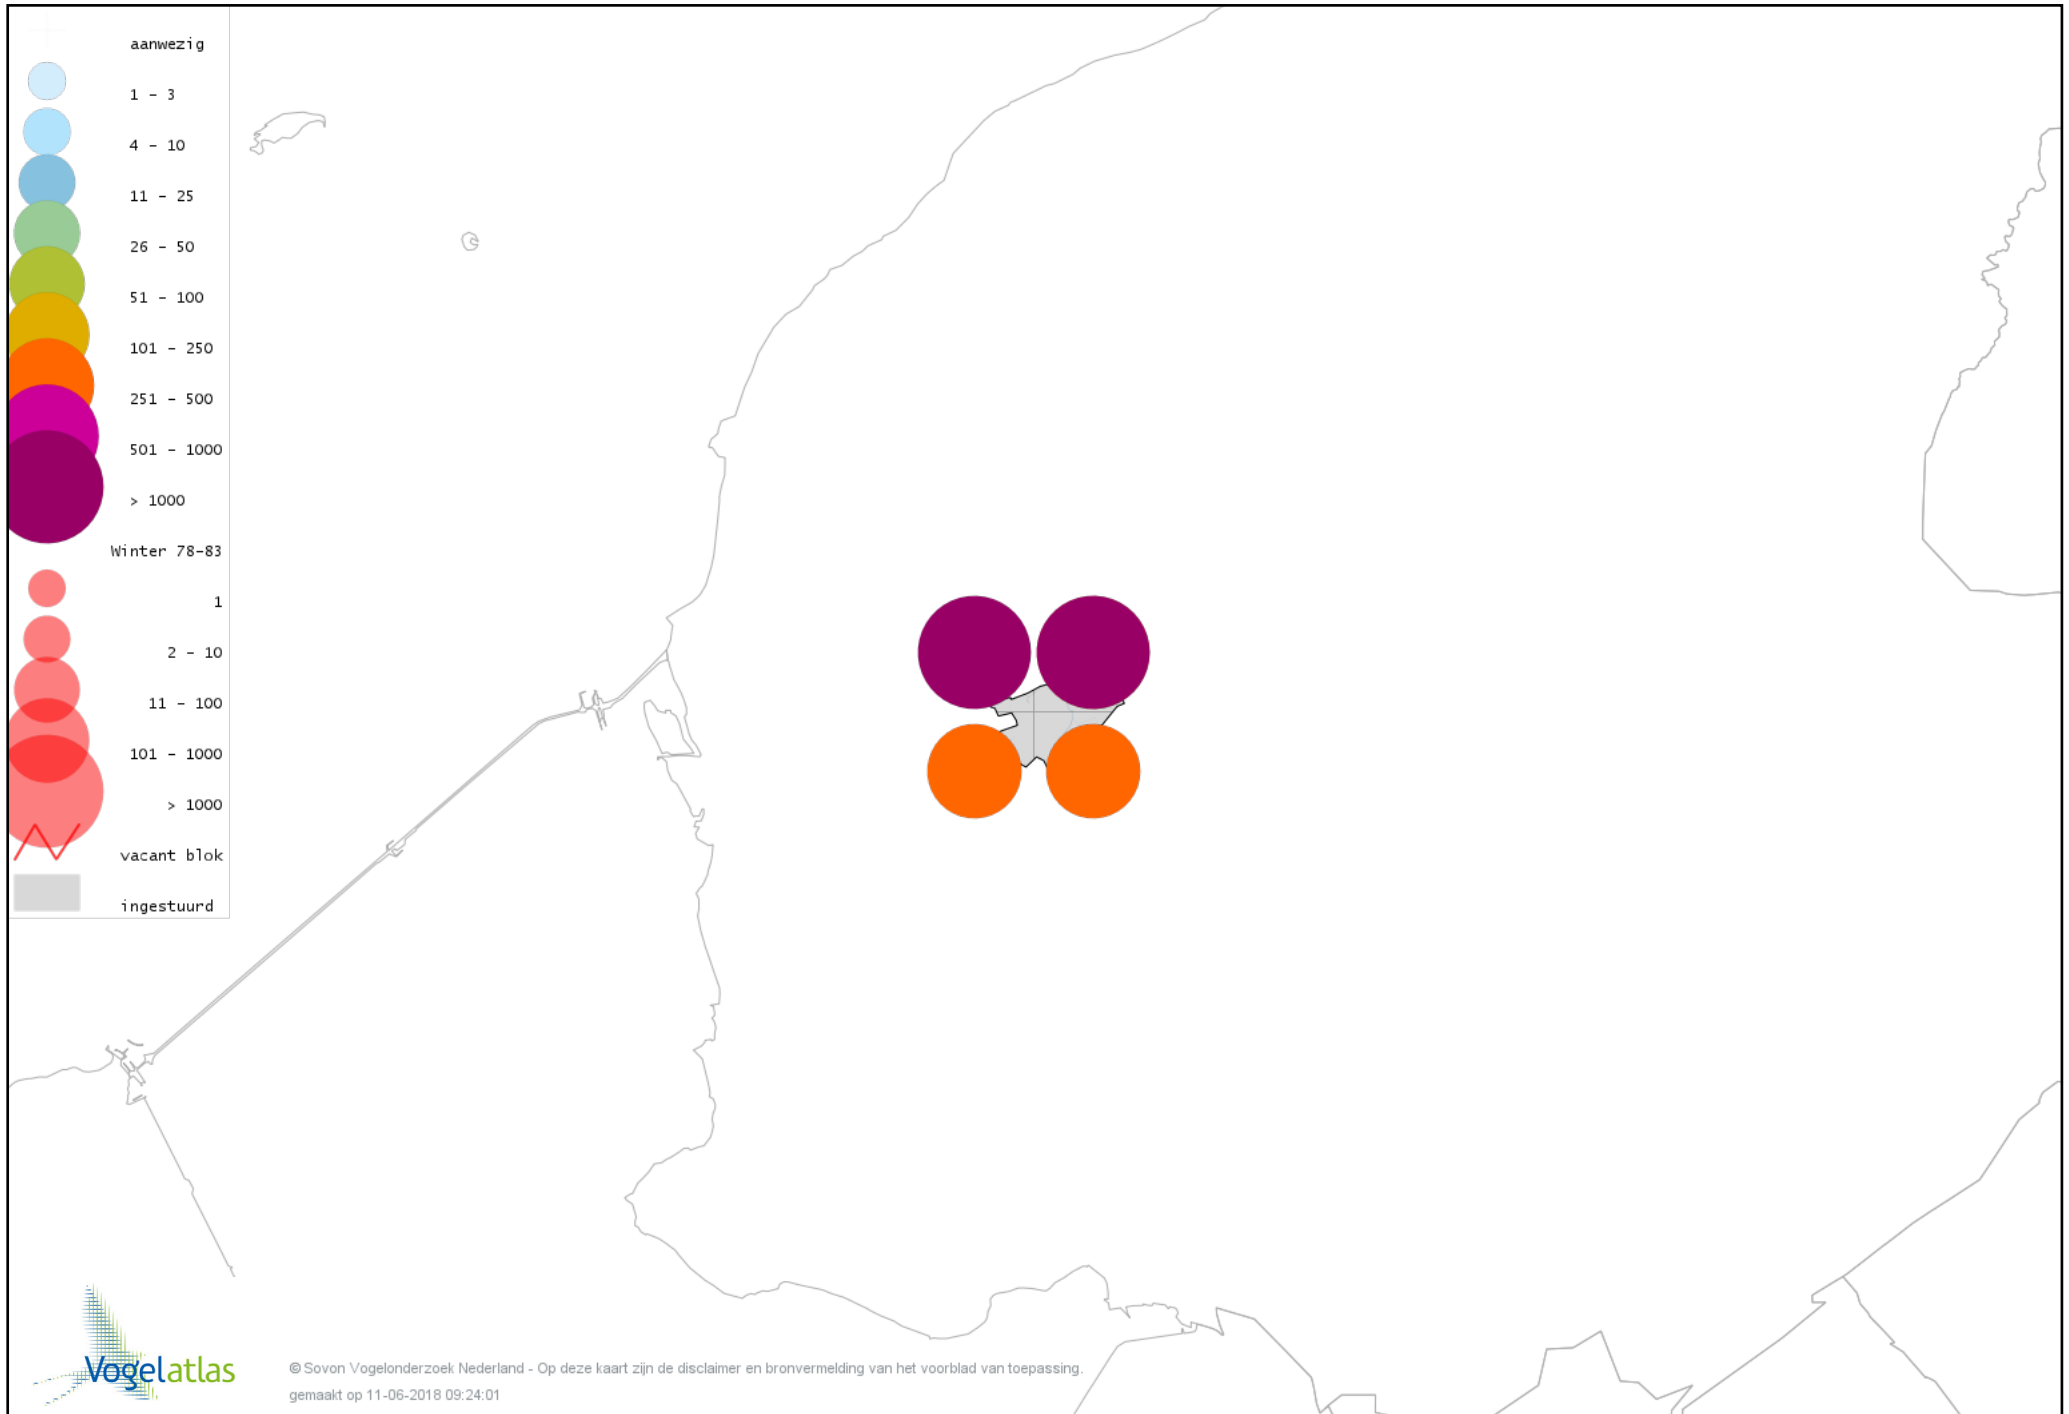 aanwezig
1 - 3
4 - 10
11 - 25
26 - 50
51 - 100
101 - 250
251 - 500
501 - 1000
> 1000
Winter 78-83
1
2 - 10
11 - 100
101 - 1000
> 1000
vacant blok
ingestuurd
Vogelatlas
© Sovon Vogelonderzoek Nederland - Op deze kaart zijn de disclaimer en bronvermelding van het voorblad van toepassing.
gemaakt op 11-06-2018 09:24:01